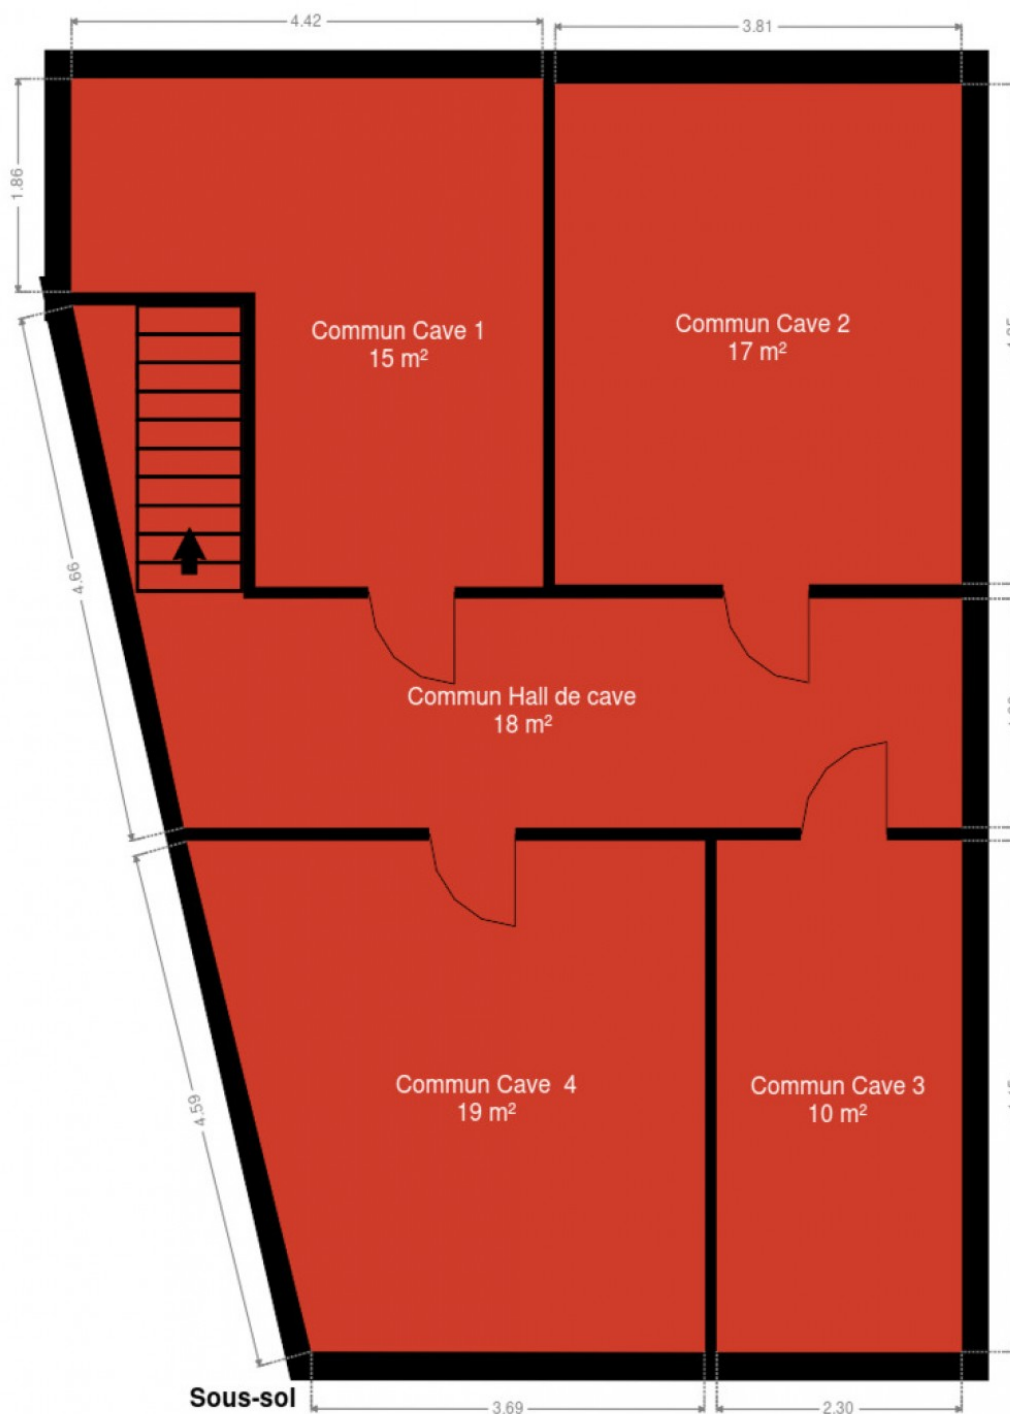 4.42
3.81
1.86
Commun Cave 1
15 m²
Commun Cave 2
17 m²
4.66
Commun Hall de cave
18 m²
4.59
Commun Cave 4
19 m²
Commun Cave 3
10 m²
Sous-sol
3.69
2.30